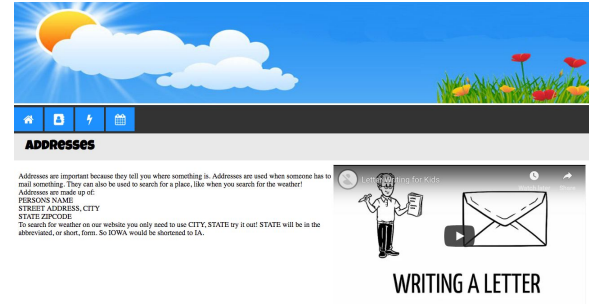 ADDRESSES
Addresses are important because they tell you where something is. Addresses are used when someone has to
mail something. They can also be used to search for a place, like when you search for the weather!
Addresses are made up of:
PERSONS NAME
STREET ADDRESS, CITY
STATE ZIPCODE
To search for weather on our website you only need to use CITY, STATE try it out! STATE will be in the
abbreviated, or short, form. So IOWA would be shortened to IA.
Letter Writing for Kids
WRITING A LETTER